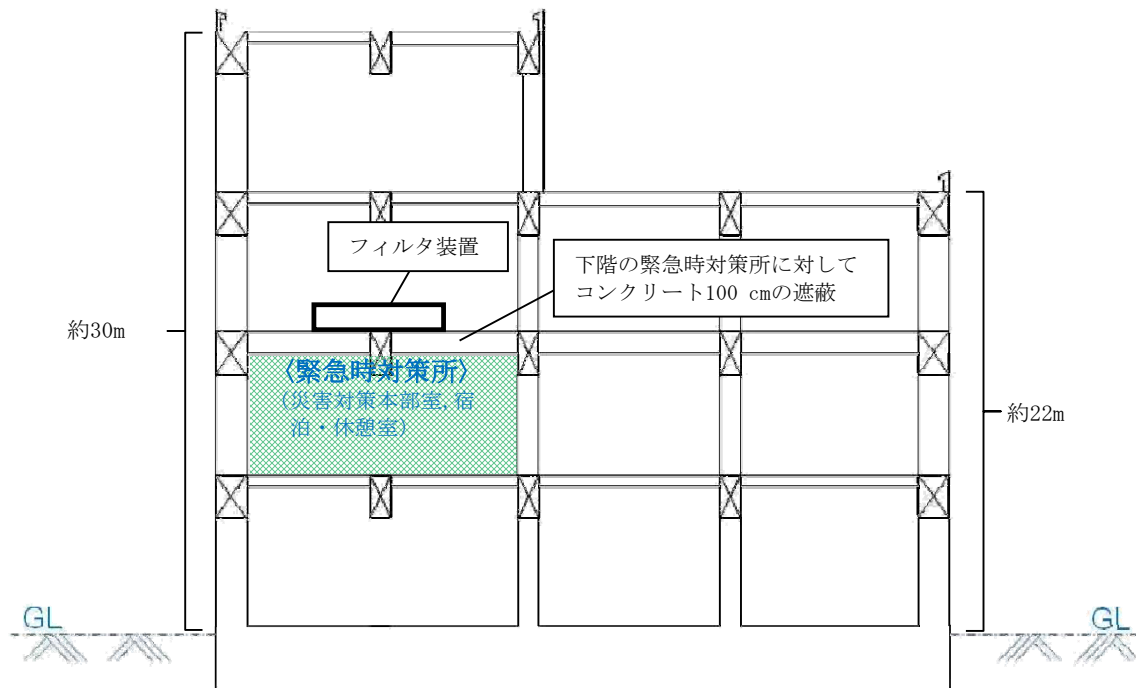 フィルタ装置
下階の緊急時対策所に対して
コンクリート100 cmの遮蔽
約30m
〈緊急時対策所〉
(災害対策本部室,宿
泊・休憩室)
約22m
GL
GL